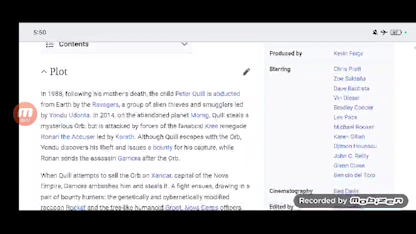 5:50
Contents
Plot
In 1988, following his mother's death, the child Peter Quill is abducted
from Earth by the Ravagers, a group of alien thieves and smugglers led
by Yondu Udonta. In 2014, on the abandoned planet Morag, Quill steals a
mysterious Orb, but is attacked by forces of the fanatical Kree renegade
Ronan the Accuser led by Korath. Although Quill escapes with the Orb,
Yondu discovers his theft and issues a bounty for his capture, while
Ronan sends the assassin Gamora after the Orb.
When Quill attempts to sell the Orb on Xandar, capital of the Nova
Empire, Gamora ambushes him and steals it. A fight ensues, drawing in a
pair of bounty hunters: the genetically and cybernetically modified
raccoon Rocket and the tree-like humanoid Groot. Nova Corps officers
Produced by Kevin Feige
Starring Chris Pratt
Zoe Saldaña
Dave Bautista
Vin Diesel
Bradley Cooper
Lee Pace
Michael Rooker
Karen Gillan
Djimon Hounsou
John C. Reilly
Glenn Close
Benicio del Toro
Cinematography Ben Davis
Edited by
Recorded by mobizen